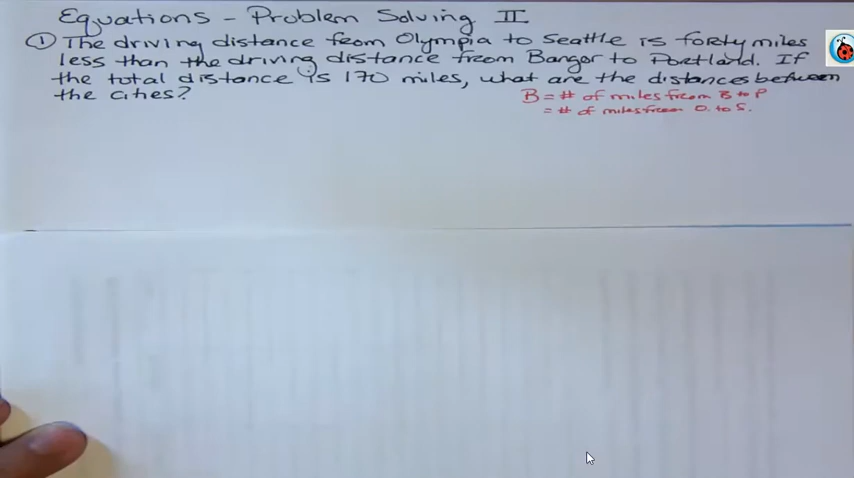 Equations - Problem Solving II
① The driving distance from Olympia to Seattle is forty miles
less than the driving distance from Bangor to Portland. If
the total distance is 170 miles, what are the distances between
the cities?
B = # of miles from B to P
= # of miles from O. to S.